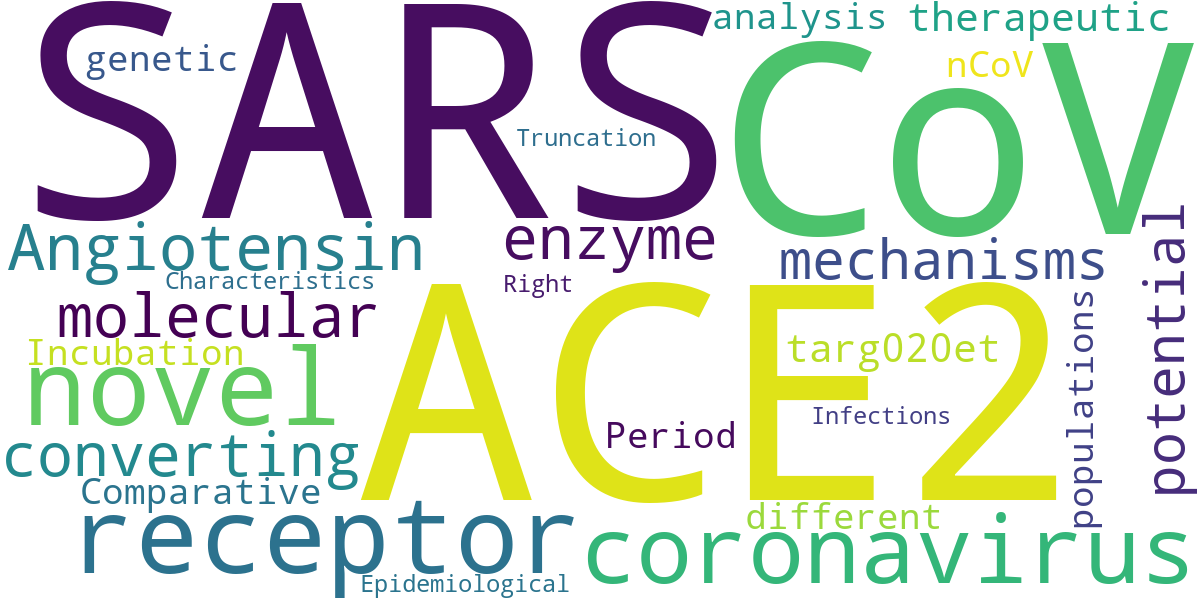 SARS
CoV
analysis
therapeutic
genetic
nCoV
Truncation
Angiotensin
enzyme
mechanisms
potential
Characteristics
Right
molecular
ACE2
populations
Incubation
targ020et
novel
Infections
Period
converting
Comparative
receptor
different
coronavirus
Epidemiological